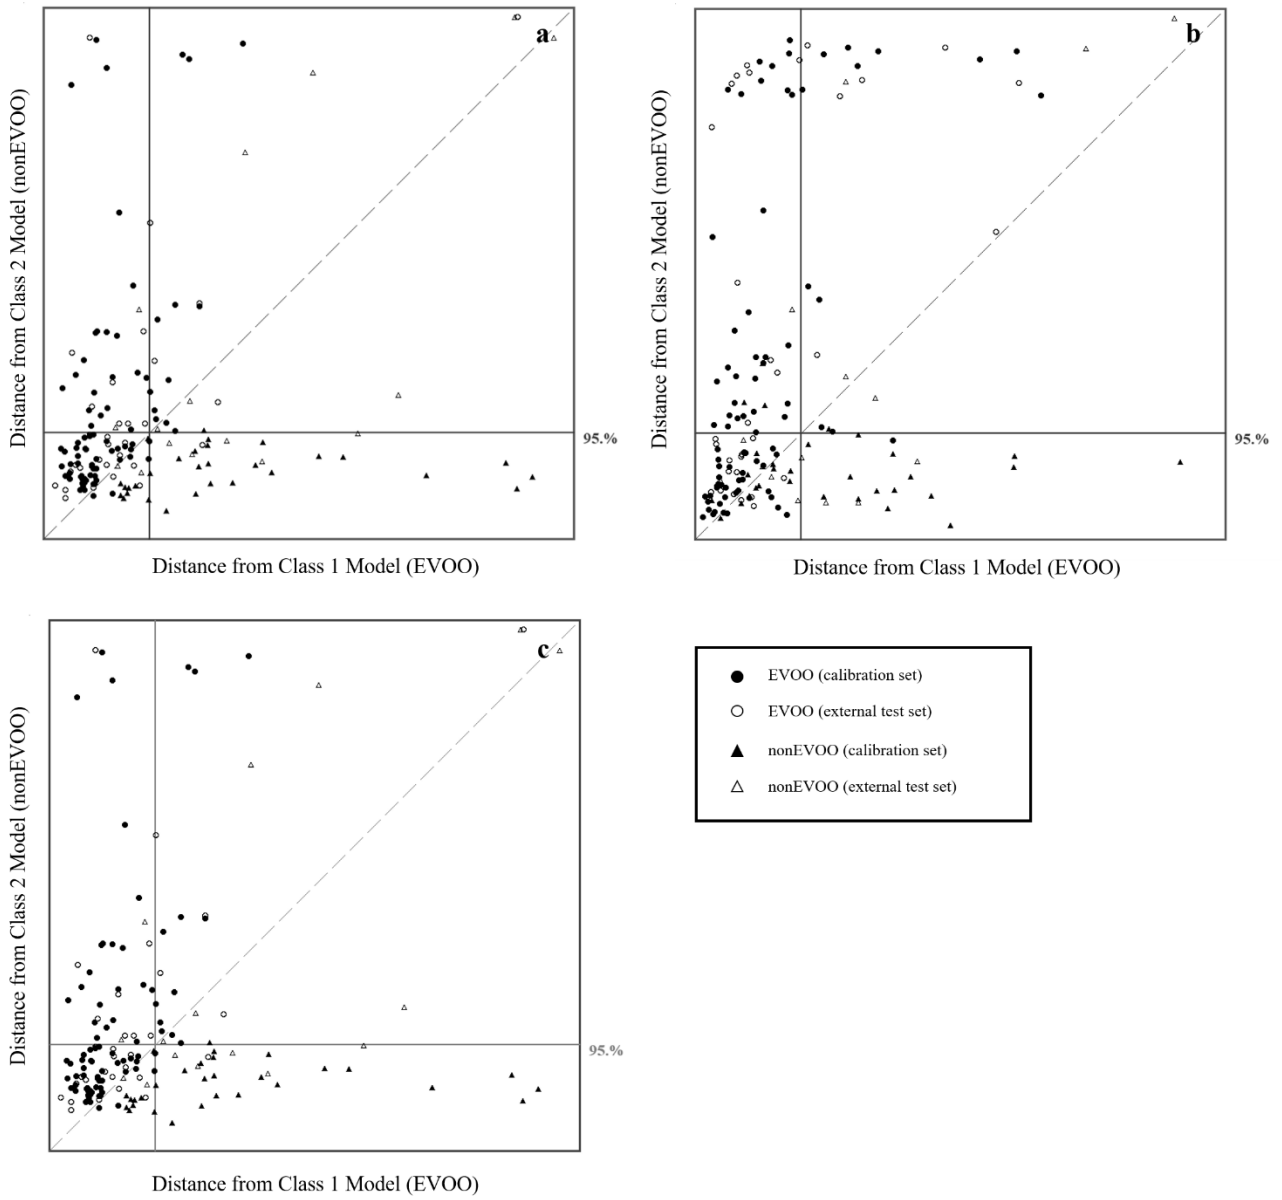 a
Distance from Class 2 Model (nonEVOO)
95.%
Distance from Class 1 Model (EVOO)
b
Distance from Class 2 Model (nonEVOO)
95.%
Distance from Class 1 Model (EVOO)
c
Distance from Class 2 Model (nonEVOO)
95.%
Distance from Class 1 Model (EVOO)
EVOO (calibration set)
EVOO (external test set)
nonEVOO (calibration set)
nonEVOO (external test set)